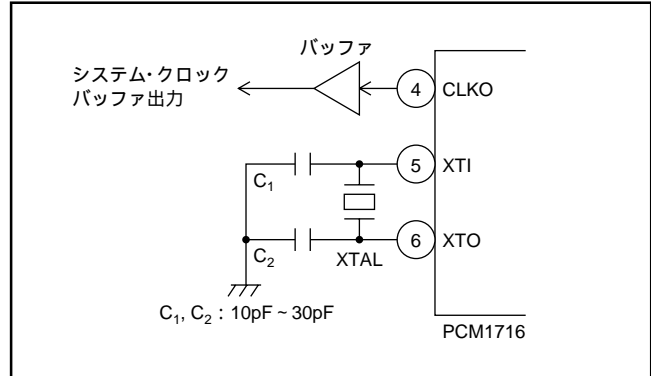 バッファ
システム・クロック
バッファ出力
4 CLKO
5 XTI
C1
6 XTO
C2
XTAL
C1, C2 : 10pF ~ 30pF
PCM1716